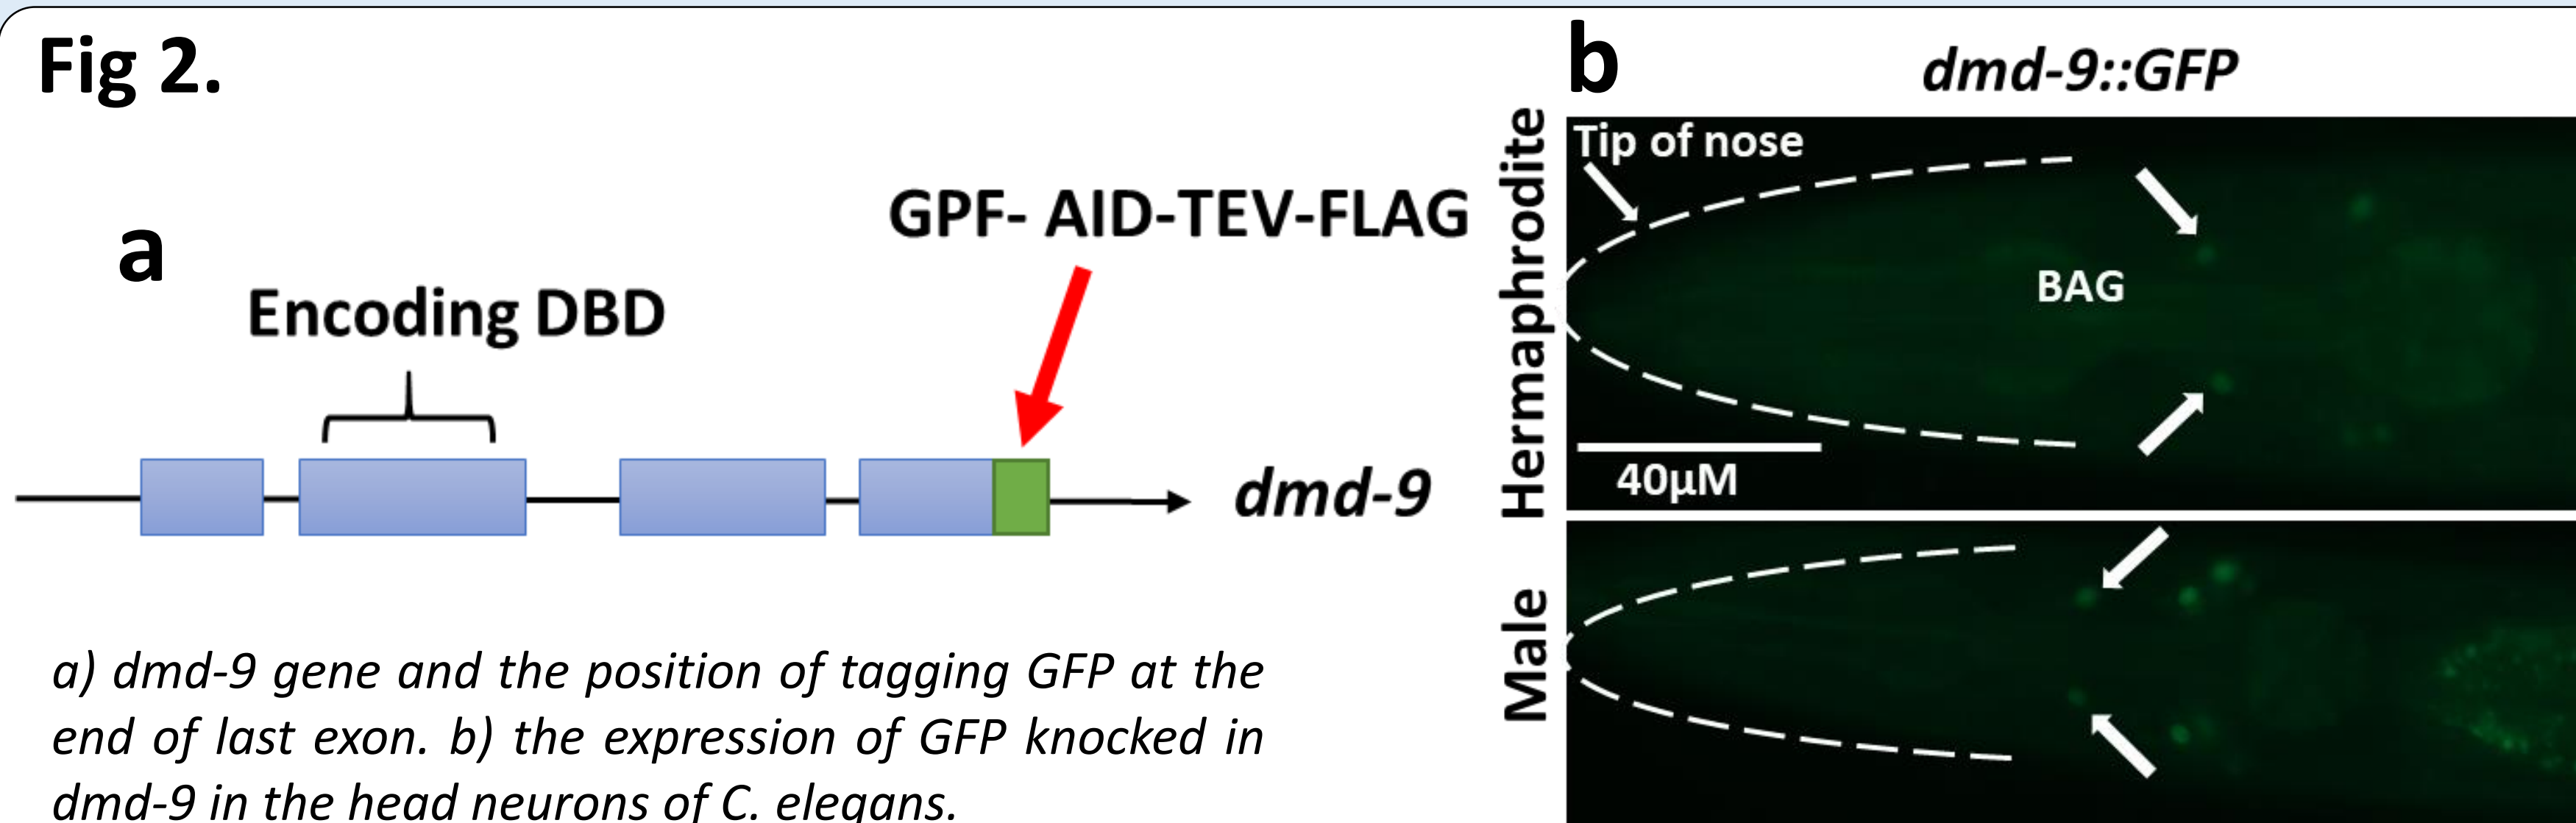 Fig 2.
a
Encoding DBD
GPF- AID-TEV-FLAG
dmd-9
a) dmd-9 gene and the position of tagging GFP at the
end of last exon. b) the expression of GFP knocked in
dmd-9 in the head neurons of C. elegans.
b
dmd-9::GFP
Hermaphrodite
Tip of nose
BAG
40µM
Male